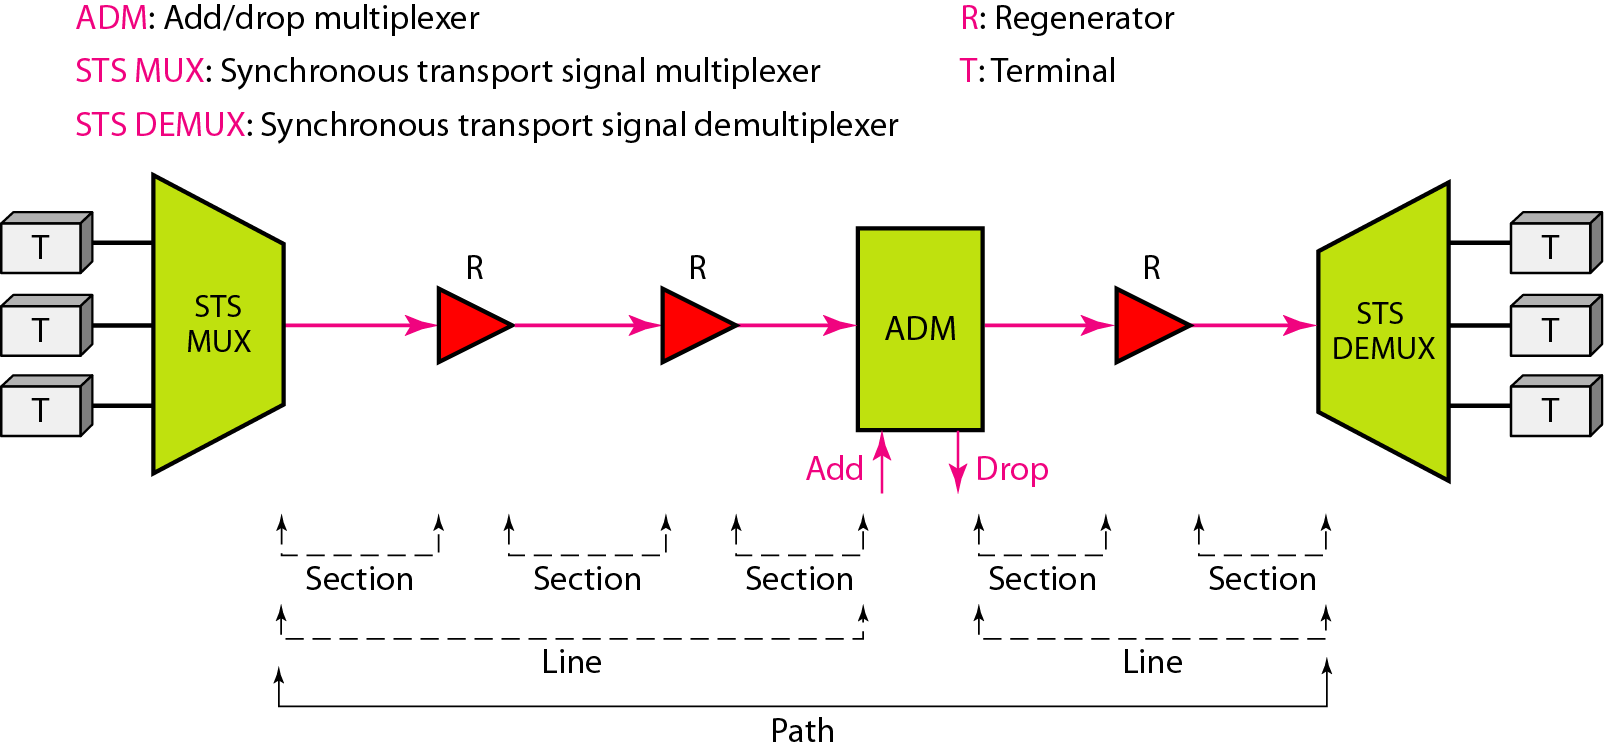 ADM: Add/drop multiplexer
R: Regenerator
STS MUX: Synchronous transport signal multiplexer
T: Terminal
STS DEMUX: Synchronous transport signal demultiplexer
T
T
T
STS
MUX
R
R
ADM
R
STS
DEMUX
T
T
T
Add
Drop
Section
Section
Section
Section
Section
Line
Line
Path